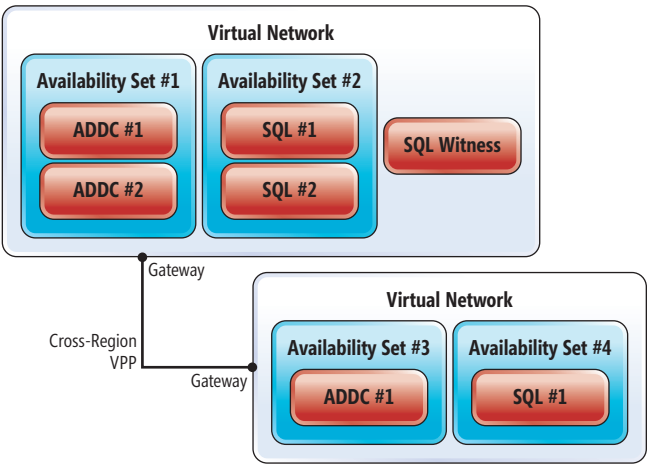 Virtual Network
Availability Set #1
Availability Set #2
ADDC #1
SQL #1
SQL Witness
ADDC #2
SQL #2
Gateway
Virtual Network
Cross-Region
VPP
Availability Set #3
Availability Set #4
Gateway
ADDC #1
SQL #1